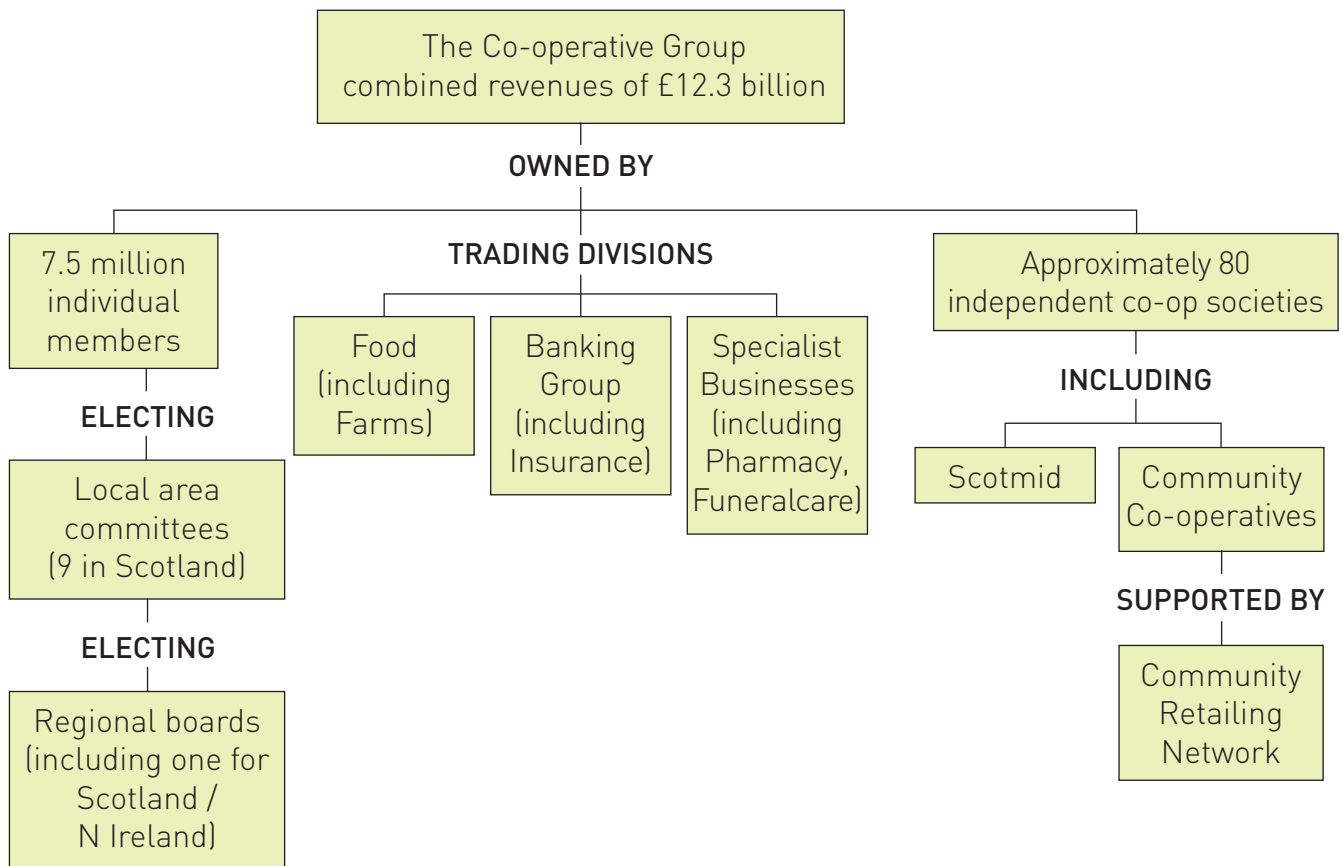 The Co-operative Group
combined revenues of £12.3 billion
OWNED BY
7.5 million
individual
members
ELECTING
Local area
committees
(9 in Scotland)
ELECTING
Regional boards
(including one for
Scotland /
N Ireland)
TRADING DIVISIONS
Food
(including
Farms)
Banking
Group
(including
Insurance)
Specialist
Businesses
(including
Pharmacy,
Funeralcare)
Approximately 80
independent co-op societies
INCLUDING
Scotmid
Community
Co-operatives
SUPPORTED BY
Community
Retailing
Network